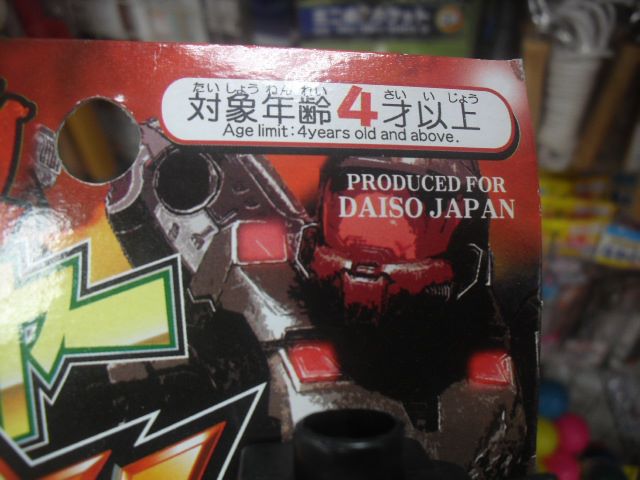 たいしょうねんれい さいいじょう
対象年齢4才以上
Age limit:4years old and above.
PRODUCED FOR
DAISO JAPAN